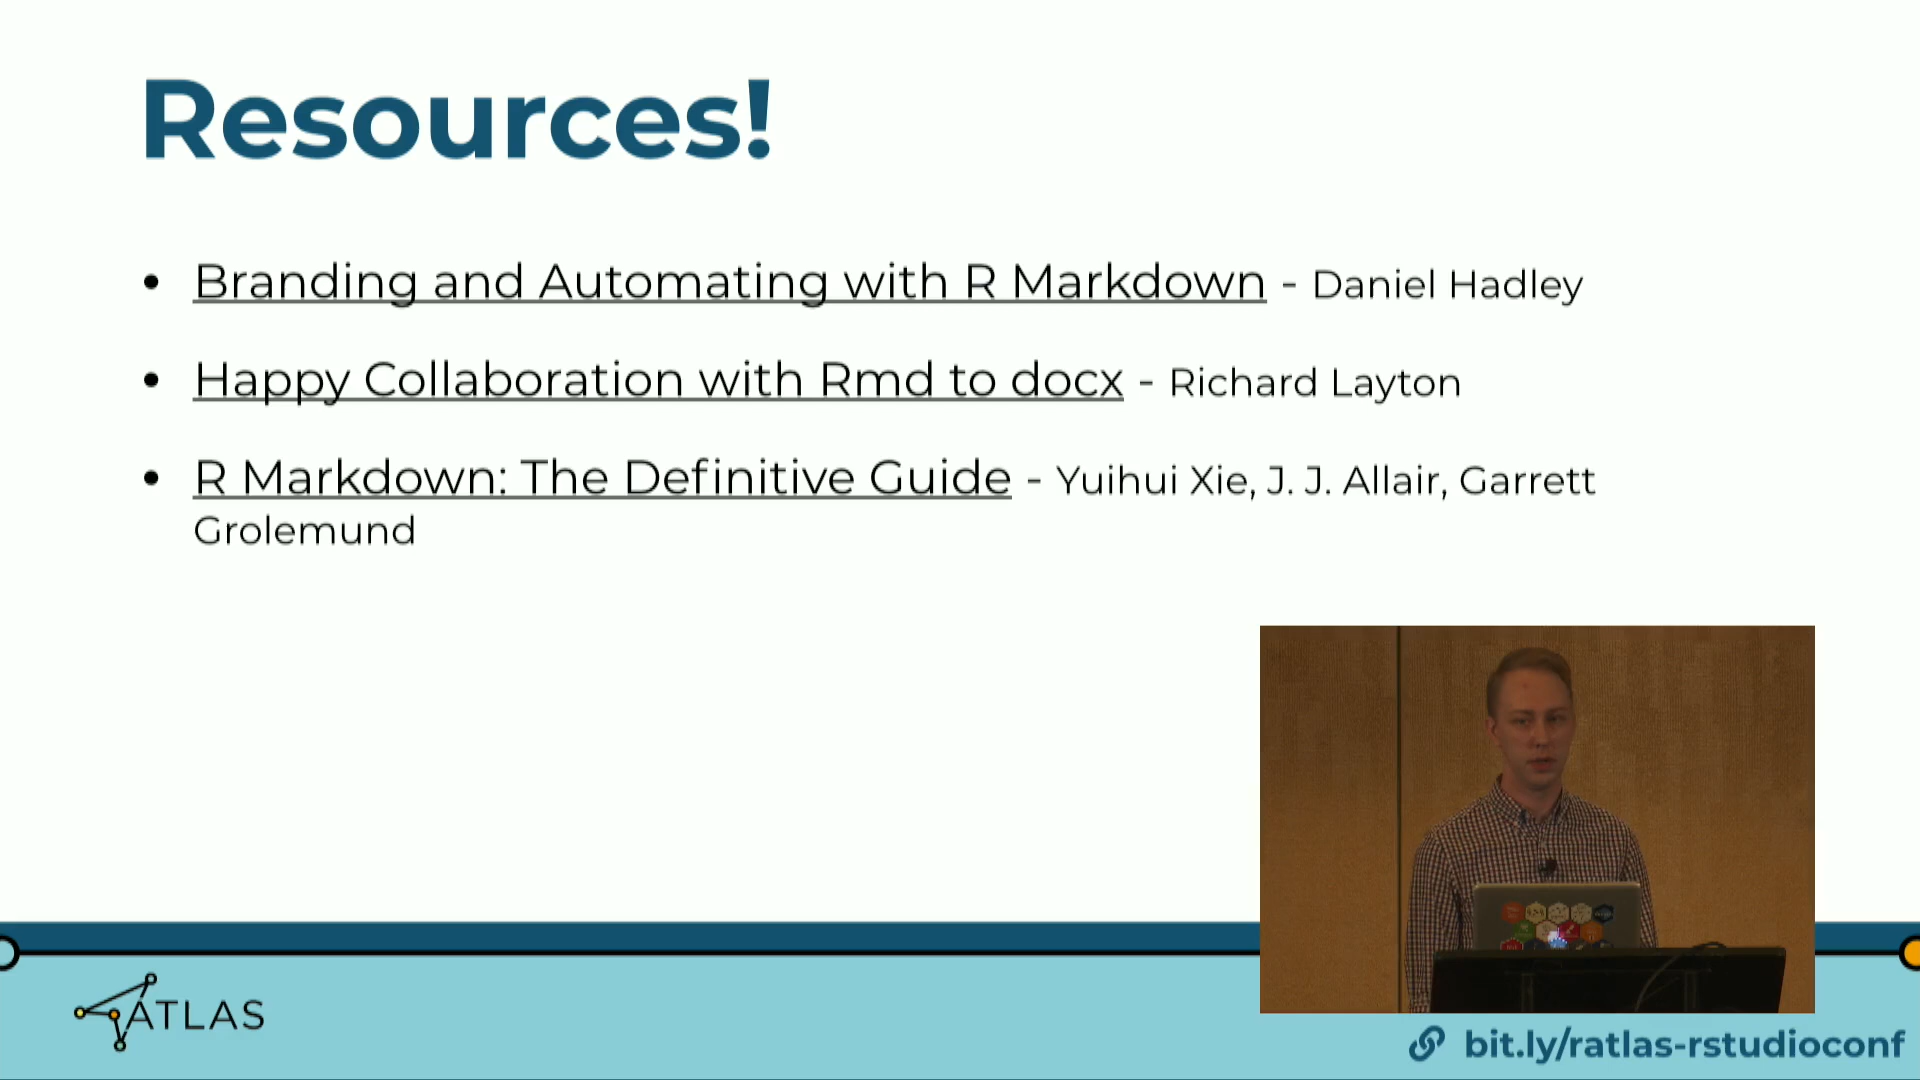 Resources!
• Branding and Automating with R Markdown - Daniel Hadley
• Happy Collaboration with Rmd to docx - Richard Layton
• R Markdown: The Definitive Guide - Yuihui Xie, J. J. Allair, Garrett
Grolemund
ATLAS
bit.ly/ratlas-rstudioconf